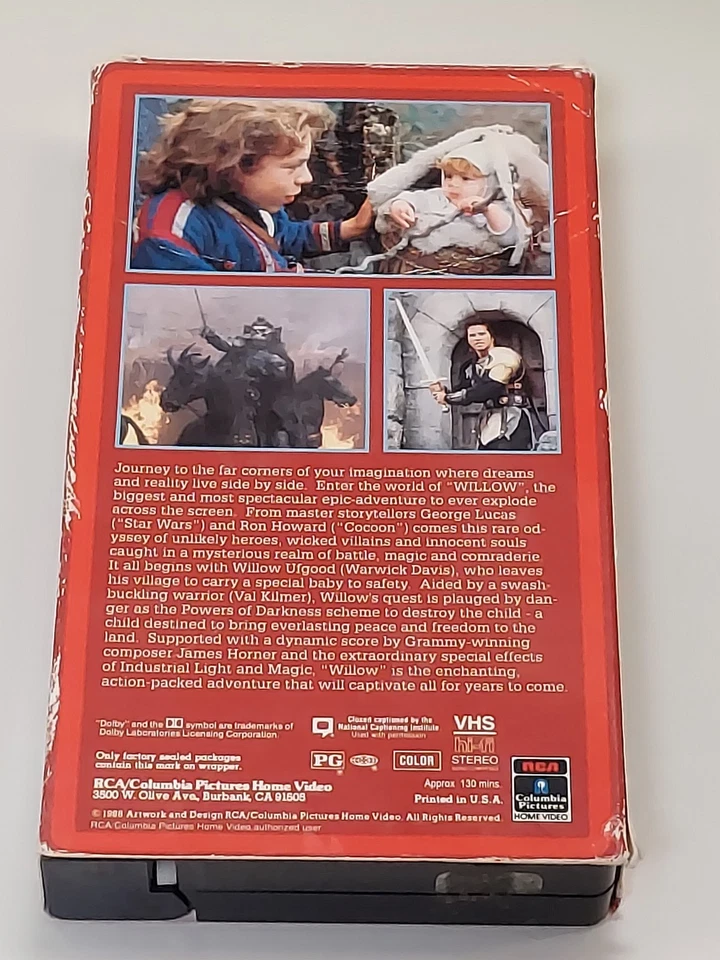 Journey to the far corners of your imagination where dreams
and reality live side by side. Enter the world of "WILLOW", the
biggest and most spectacular epic-adventure to ever explode
across the screen. From master storytellers George Lucas
("Star Wars") and Ron Howard ("Cocoon") comes this rare od-
yssey of unlikely heroes, wicked villains and innocent souls
caught in a mysterious realm of battle, magic and comraderie.
It all begins with Willow Ufgood (Warwick Davis), who leaves
his village to carry a special baby to safety. Aided by a swash-
buckling warrior (Val Kilmer), Willow's quest is plauged by dan-
ger as the Powers of Darkness scheme to destroy the child - a
child destined to bring everlasting peace and freedom to the
land. Supported with a dynamic score by Grammy-winning
composer James Horner and the extraordinary special effects
of Industrial Light and Magic, "Willow" is the enchanting,
action-packed adventure that will captivate all for years to come.
"Dolby" and the DD symbol are trademarks of
Dolby Laboratories Licensing Corporation.
Closed captioned by the
National Captioning Institute
Used with permission
VHS
hi-fi
STEREO
Only factory sealed packages
contain this mark on wrapper.
PG
COLOR
RCA/Columbia Pictures Home Video
3500 W. Olive Ave., Burbank, CA 91505
Approx. 130 mins.
Printed in U.S.A.
© 1988 Artwork and Design RCA/Columbia Pictures Home Video. All Rights Reserved.
RCA/Columbia Pictures Home Video, authorized user
RCA
Columbia
Pictures
HOME VIDEO